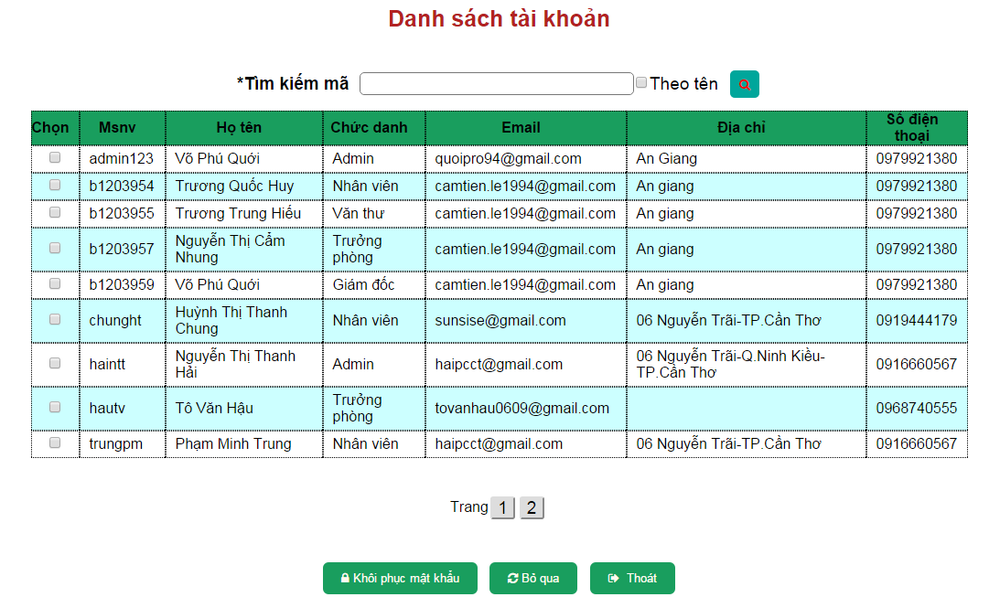 Danh sách tài khoản
*Tìm kiếm mã Theo tên
Chọn Msnv Họ tên Chức danh Email Địa chỉ Số điện thoại
admin123 Võ Phú Quới Admin quoipro94@gmail.com An Giang 0979921380
b1203954 Trương Quốc Huy Nhân viên camtien.le1994@gmail.com An giang 0979921380
b1203955 Trương Trung Hiếu Văn thư camtien.le1994@gmail.com An giang 0979921380
b1203957 Nguyễn Thị Cẩm Nhung Trưởng phòng camtien.le1994@gmail.com An giang 0979921380
b1203959 Võ Phú Quới Giám đốc camtien.le1994@gmail.com An giang 0979921380
chunght Huỳnh Thị Thanh Chung Nhân viên sunsise@gmail.com 06 Nguyễn Trãi-TP.Cần Thơ 0919444179
haintt Nguyễn Thị Thanh Hải Admin haipcct@gmail.com 06 Nguyễn Trãi-Q.Ninh Kiều-TP.Cần Thơ 0916660567
hautv Tô Văn Hậu Trưởng phòng tovanhau0609@gmail.com 0968740555
trungpm Phạm Minh Trung Nhân viên haipcct@gmail.com 06 Nguyễn Trãi-TP.Cần Thơ 0916660567
Trang 1 2
Khôi phục mật khẩu Bỏ qua Thoát